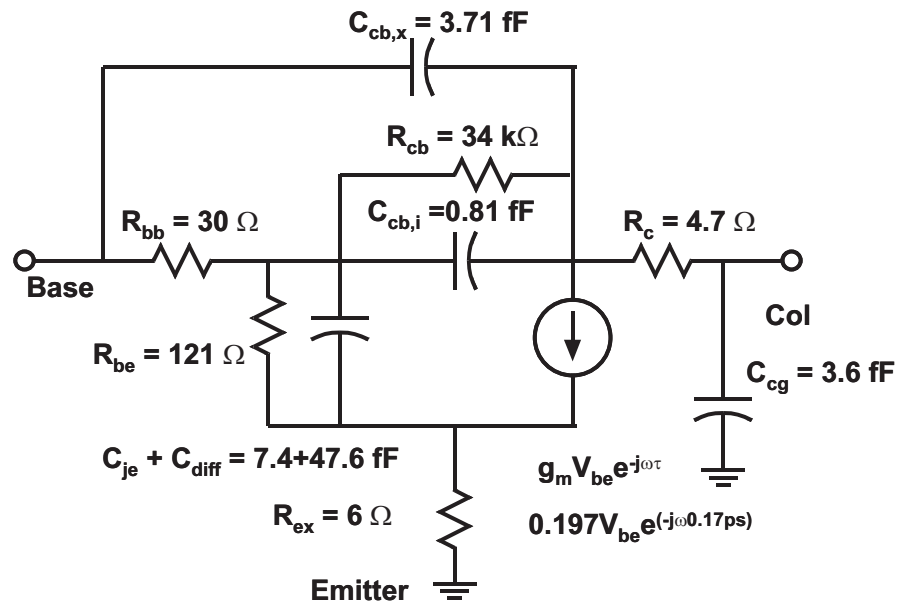 C_cb,x = 3.71 fF
R_cb = 34 kΩ
C_cb,i =0.81 fF
R_bb = 30 Ω
R_c = 4.7 Ω
Base
Col
R_be = 121 Ω
C_cg = 3.6 fF
C_je + C_diff = 7.4+47.6 fF
g_mV_bee^-jωτ
R_ex = 6 Ω
0.197V_bee^(-jω0.17ps)
Emitter